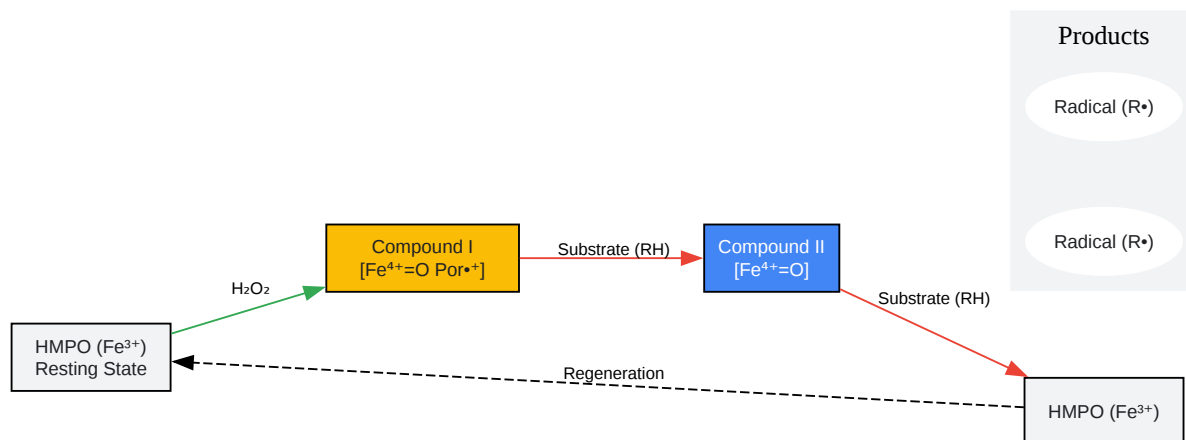 Products
Radical (R•)
Radical (R•)
Compound I
[Fe⁴⁺=O Por•⁺]
Substrate (RH)
Compound II
[Fe⁴⁺=O]
H₂O₂
Substrate (RH)
HMPO (Fe³⁺)
Resting State
Regeneration
HMPO (Fe³⁺)